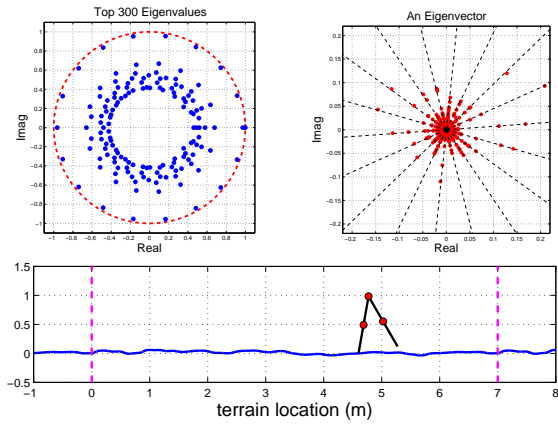 Top 300 Eigenvalues
An Eigenvector
1
0.8
0.6
0.4
0.2
0
−0.2
−0.4
−0.6
−0.8
−1
Imag
−1 −0.8 −0.6 −0.4 −0.2 0 0.2 0.4 0.6 0.8 1
Real
0.2
0.15
0.1
0.05
0
−0.05
−0.1
−0.15
−0.2
Imag
−0.2 −0.15 −0.1 −0.05 0 0.05 0.1 0.15 0.2
Real
1.5
1
0.5
0
−0.5
−1 0 1 2 3 4 5 6 7 8
terrain location (m)